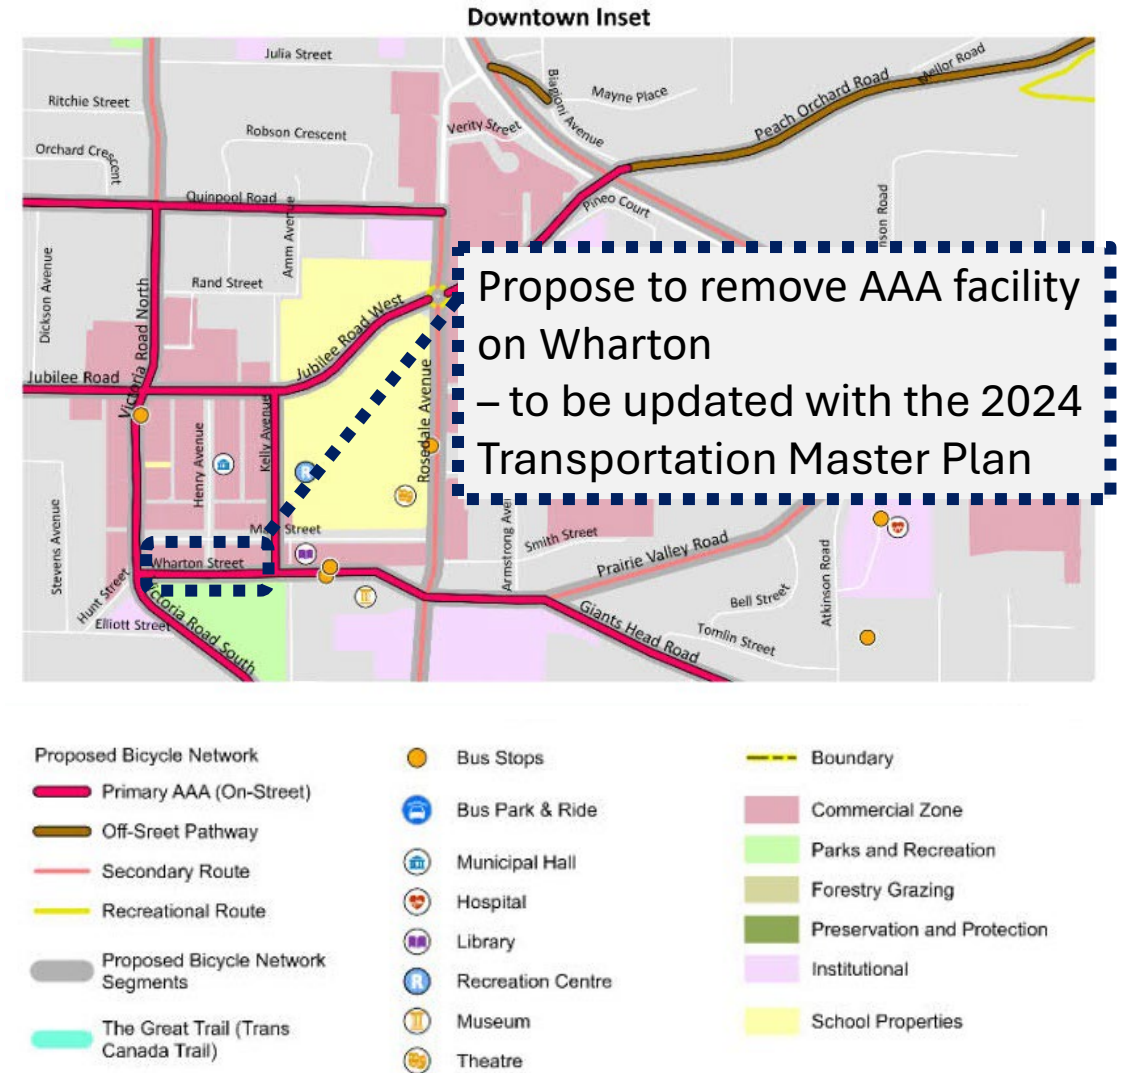 Downtown Inset
Julia Street
Ritchie Street
Biagioni Avenue
Mayne Place
Mellor Road
Peach Orchard Road
Verity Street
Robson Crescent
Orchard Crescent
Quinpool Road
Amm Avenue
Pineo Court
nson Road
Dickson Avenue
Rand Street
Victoria Road North
Jubilee Road West
Jubilee Road
Propose to remove AAA facility
on Wharton
– to be updated with the 2024
Transportation Master Plan
Henry Avenue
Kelly Avenue
Rosedale Avenue
R
Stevens Avenue
Street
Wharton Street
Armstrong Ave
Smith Street
Prairie Valley Road
Atkinson Road
Hunt Street
Elliott Street
Victoria Road South
Giants Head Road
Bell Street
Tomlin Street
Proposed Bicycle Network
Primary AAA (On-Street)
Off-Sreet Pathway
Secondary Route
Recreational Route
Proposed Bicycle Network
Segments
The Great Trail (Trans
Canada Trail)
Bus Stops
Bus Park & Ride
Municipal Hall
Hospital
Library
R Recreation Centre
Museum
Theatre
Boundary
Commercial Zone
Parks and Recreation
Forestry Grazing
Preservation and Protection
Institutional
School Properties